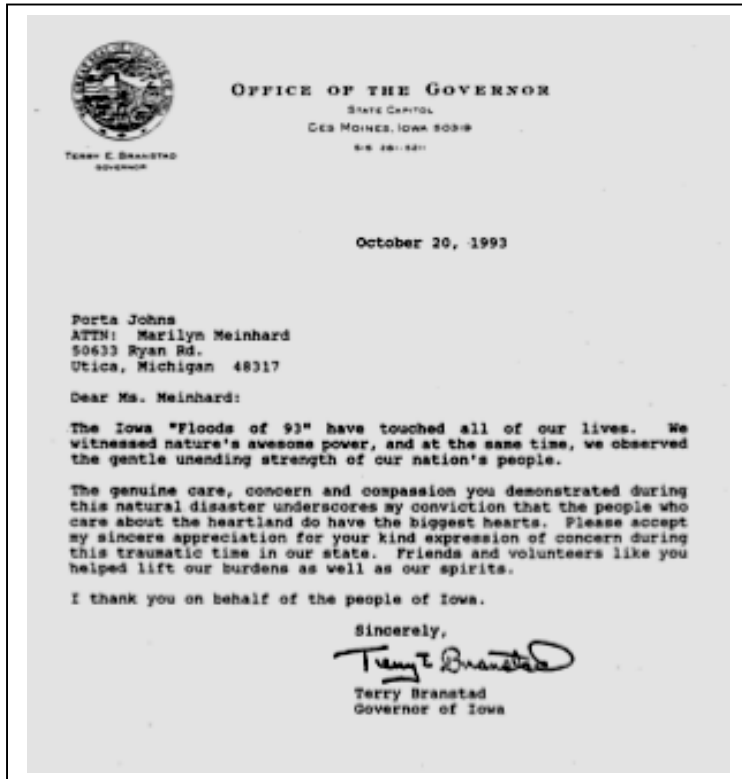 OFFICE OF THE GOVERNOR
STATE CAPITOL
DES MOINES, IOWA 50319
515 281-5211
TERRY E. BRANSTAD
GOVERNOR
October 20, 1993
Porta Johns
ATTN: Marilyn Meinhard
50633 Ryan Rd.
Utica, Michigan 48317
Dear Ms. Meinhard:
The Iowa "Floods of 93" have touched all of our lives. We
witnessed nature's awesome power, and at the same time, we observed
the gentle unending strength of our nation's people.
The genuine care, concern and compassion you demonstrated during
this natural disaster underscores my conviction that the people who
care about the heartland do have the biggest hearts. Please accept
my sincere appreciation for your kind expression of concern during
this traumatic time in our state. Friends and volunteers like you
helped lift our burdens as well as our spirits.
I thank you on behalf of the people of Iowa.
Sincerely,
Terry E Branstad
Terry Branstad
Governor of Iowa